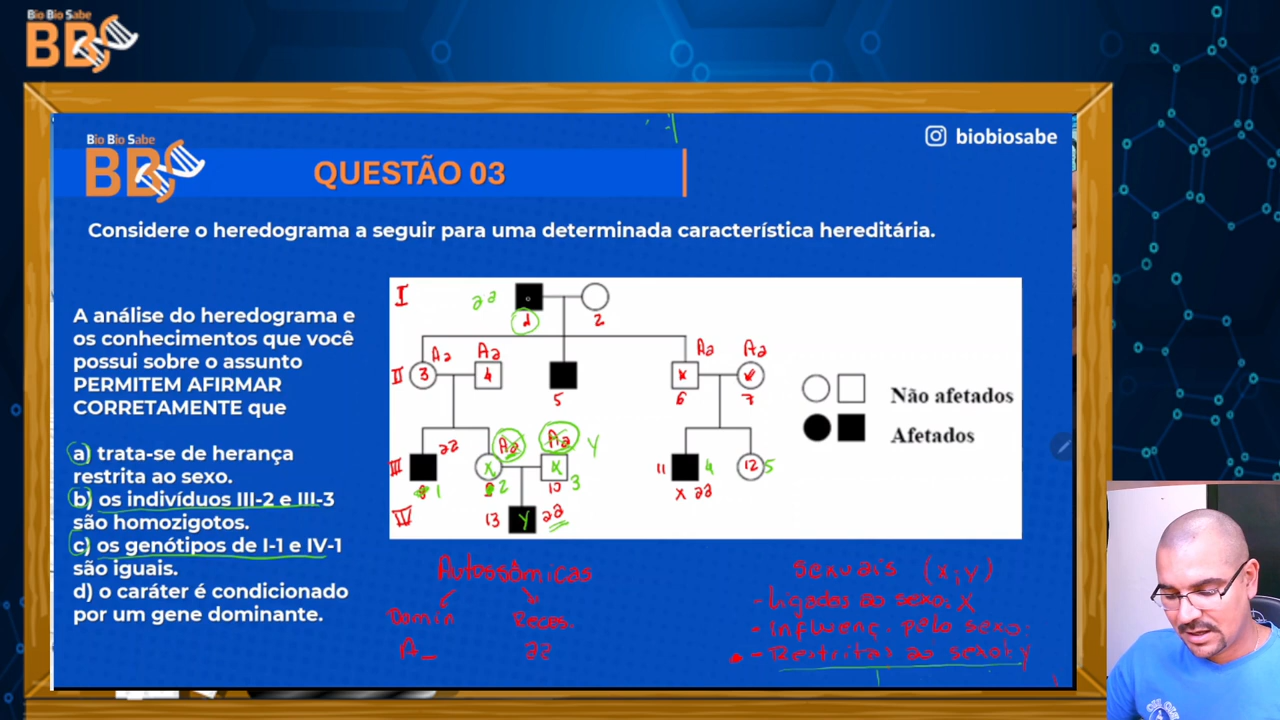 Bio Bio Sabe
BBS
Bio Bio Sabe
BBS
QUESTÃO 03
biobiosabe
Considere o heredograma a seguir para uma determinada característica hereditária.
A análise do heredograma e
os conhecimentos que você
possui sobre o assunto
PERMITEM AFIRMAR
CORRETAMENTE que
a) trata-se de herança
restrita ao sexo.
b) os indivíduos III-2 e III-3
são homozigotos.
c) os genótipos de I-1 e IV-1
são iguais.
d) o caráter é condicionado
por um gene dominante.
I aa
1 2
Aa Aa Aa Aa
II 3 4
5 6 7
Não afetados
Afetados
aa Aa Aa Y
III 11 4 12 5
1 2 10 3 x aa
IV 13 Y aa
Autossômicas
Domin Reces.
A_ aa
Sexuais (x;y)
- Ligados ao sexo: X
- Influenc. pelo sexo:
- Restritas ao sexo: Y